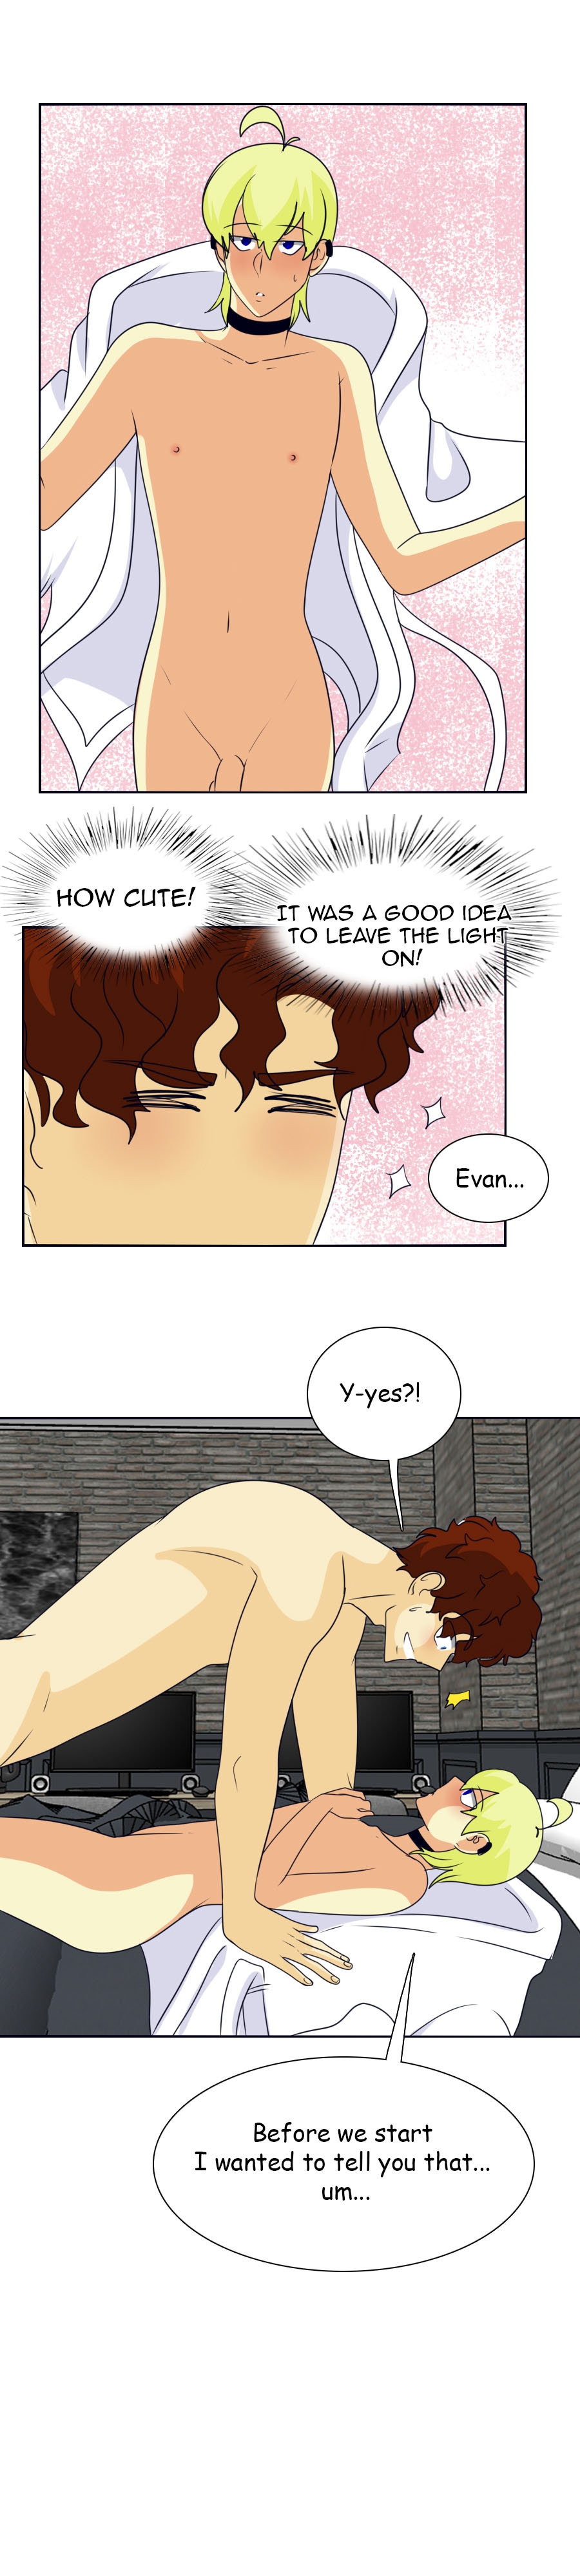 HOW CUTE!
IT WAS A GOOD IDEA
TO LEAVE THE LIGHT
ON!
Evan...
Y-yes?!
Before we start
I wanted to tell you that...
um...